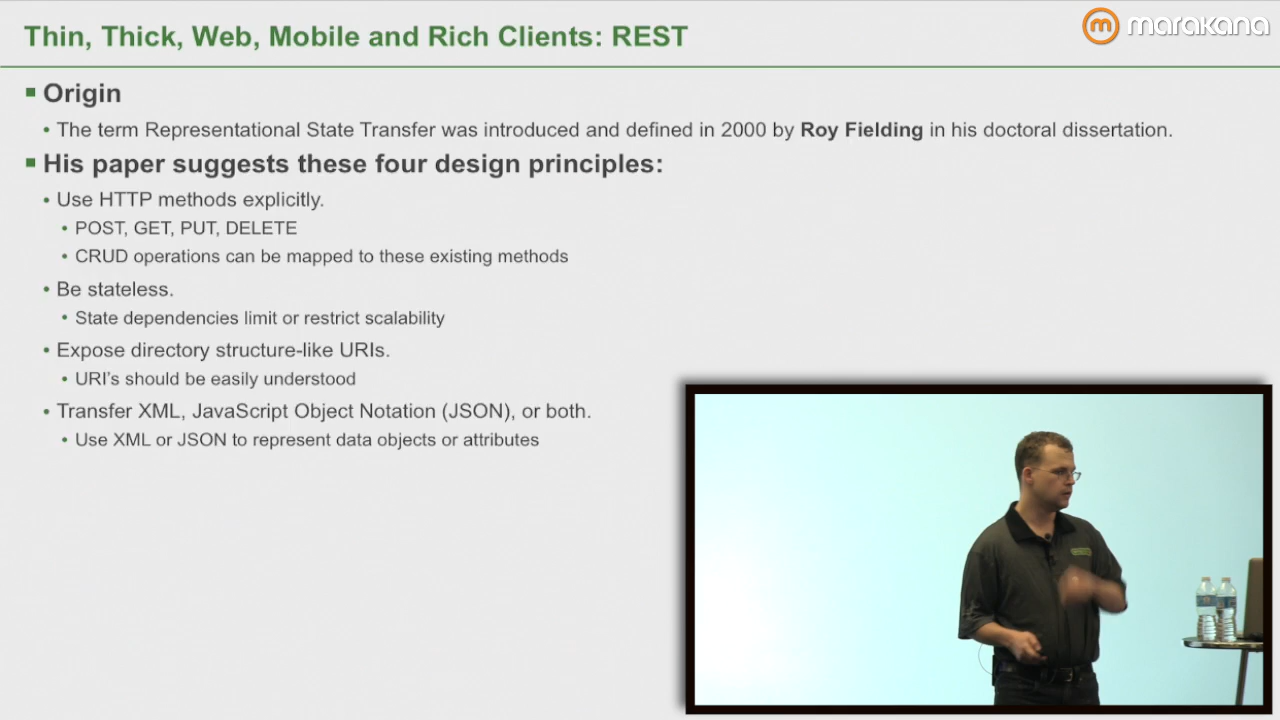 Thin, Thick, Web, Mobile and Rich Clients: REST
marakana
Origin
The term Representational State Transfer was introduced and defined in 2000 by Roy Fielding in his doctoral dissertation.
His paper suggests these four design principles:
Use HTTP methods explicitly.
POST, GET, PUT, DELETE
CRUD operations can be mapped to these existing methods
Be stateless.
State dependencies limit or restrict scalability
Expose directory structure-like URIs.
URI's should be easily understood
Transfer XML, JavaScript Object Notation (JSON), or both.
Use XML or JSON to represent data objects or attributes